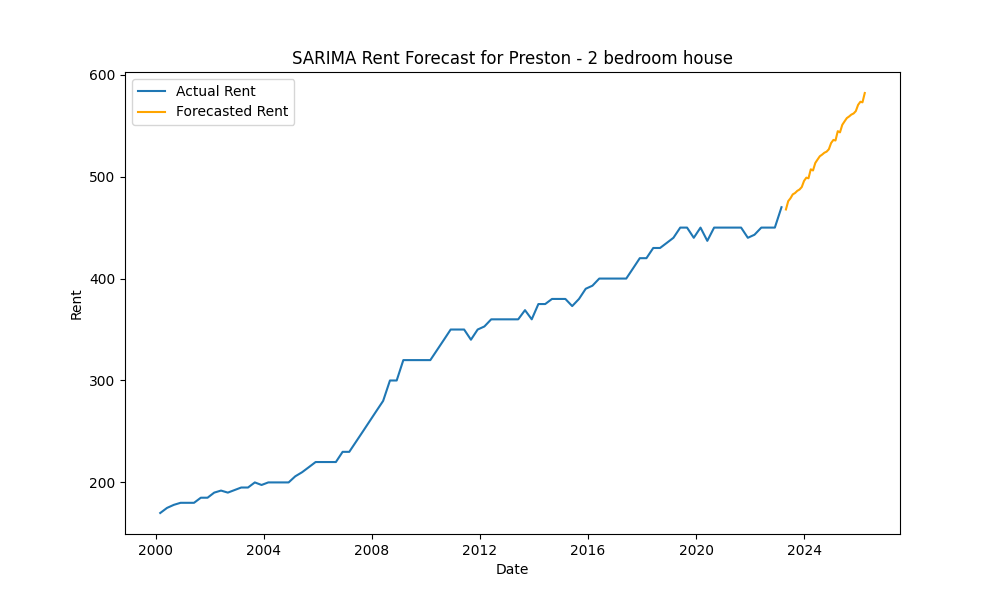 SARIMA Rent Forecast for Preston - 2 bedroom house
Actual Rent
Forecasted Rent
600
500
400
300
200
Rent
2000 2004 2008 2012 2016 2020 2024
Date